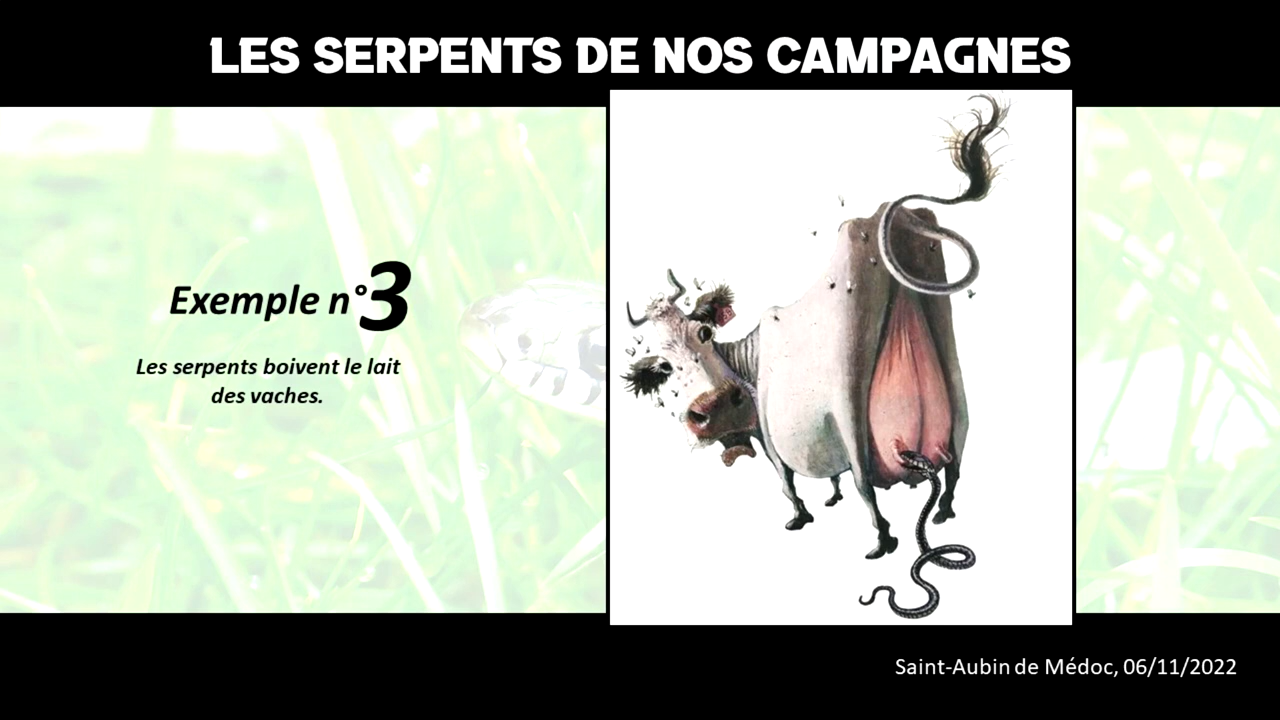 LES SERPENTS DE NOS CAMPAGNES
Exemple n°3
Les serpents boivent le lait
des vaches.
Saint-Aubin de Médoc, 06/11/2022